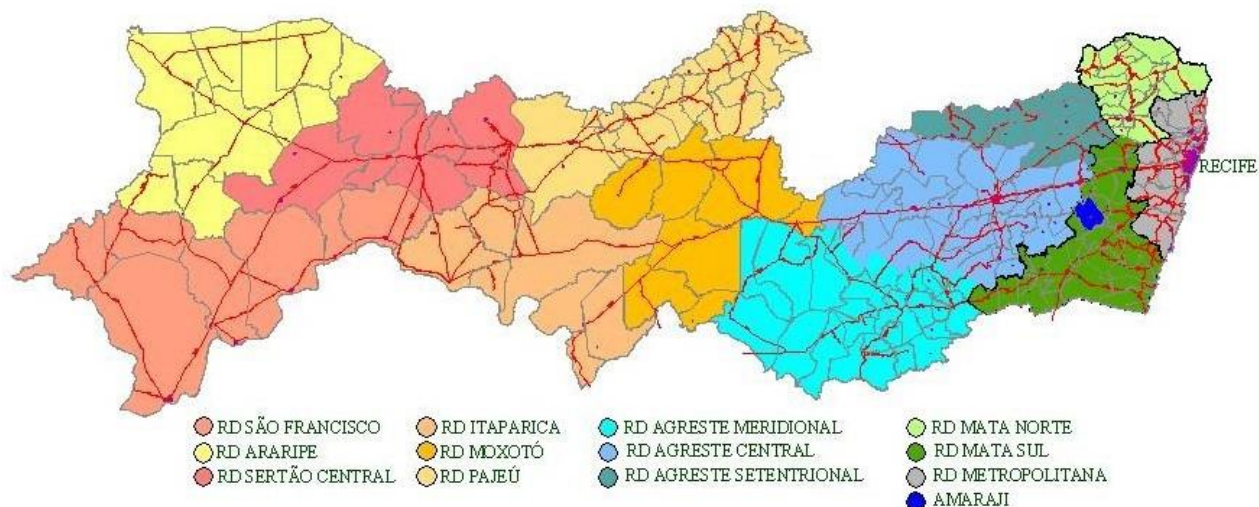 RECIFE
RD SÃO FRANCISCO
RD ARARIPE
RD SERTÃO CENTRAL
RD ITAPARICA
RD MOXOTÓ
RD PAJEÚ
RD AGRESTE MERIDIONAL
RD AGRESTE CENTRAL
RD AGRESTE SETENTRIONAL
RD MATA NORTE
RD MATA SUL
RD METROPOLITANA
AMARAJI